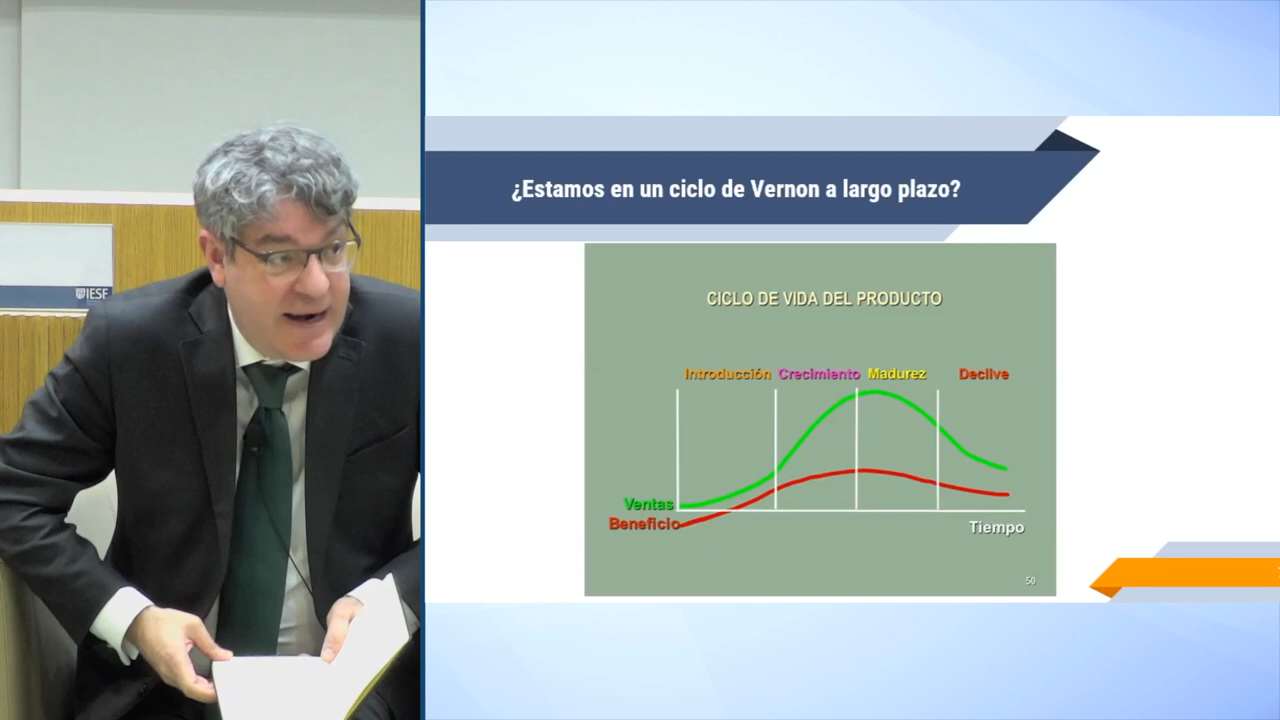 IESE
¿Estamos en un ciclo de Vernon a largo plazo?
CICLO DE VIDA DEL PRODUCTO
Introducción Crecimiento Madurez Declive
Ventas
Beneficio
Tiempo
50